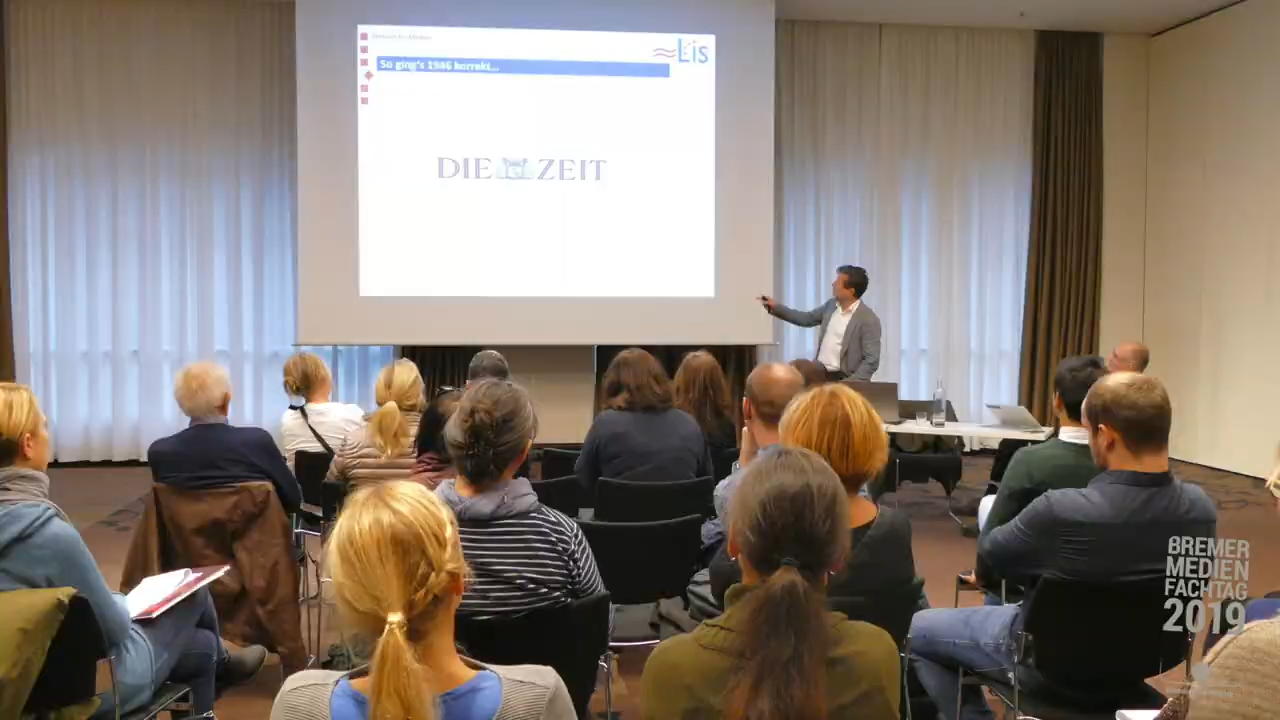 Lis
So ging's 1946 korrekt...
DIE ZEIT
BREMER
MEDIEN
FACHTAG
2019